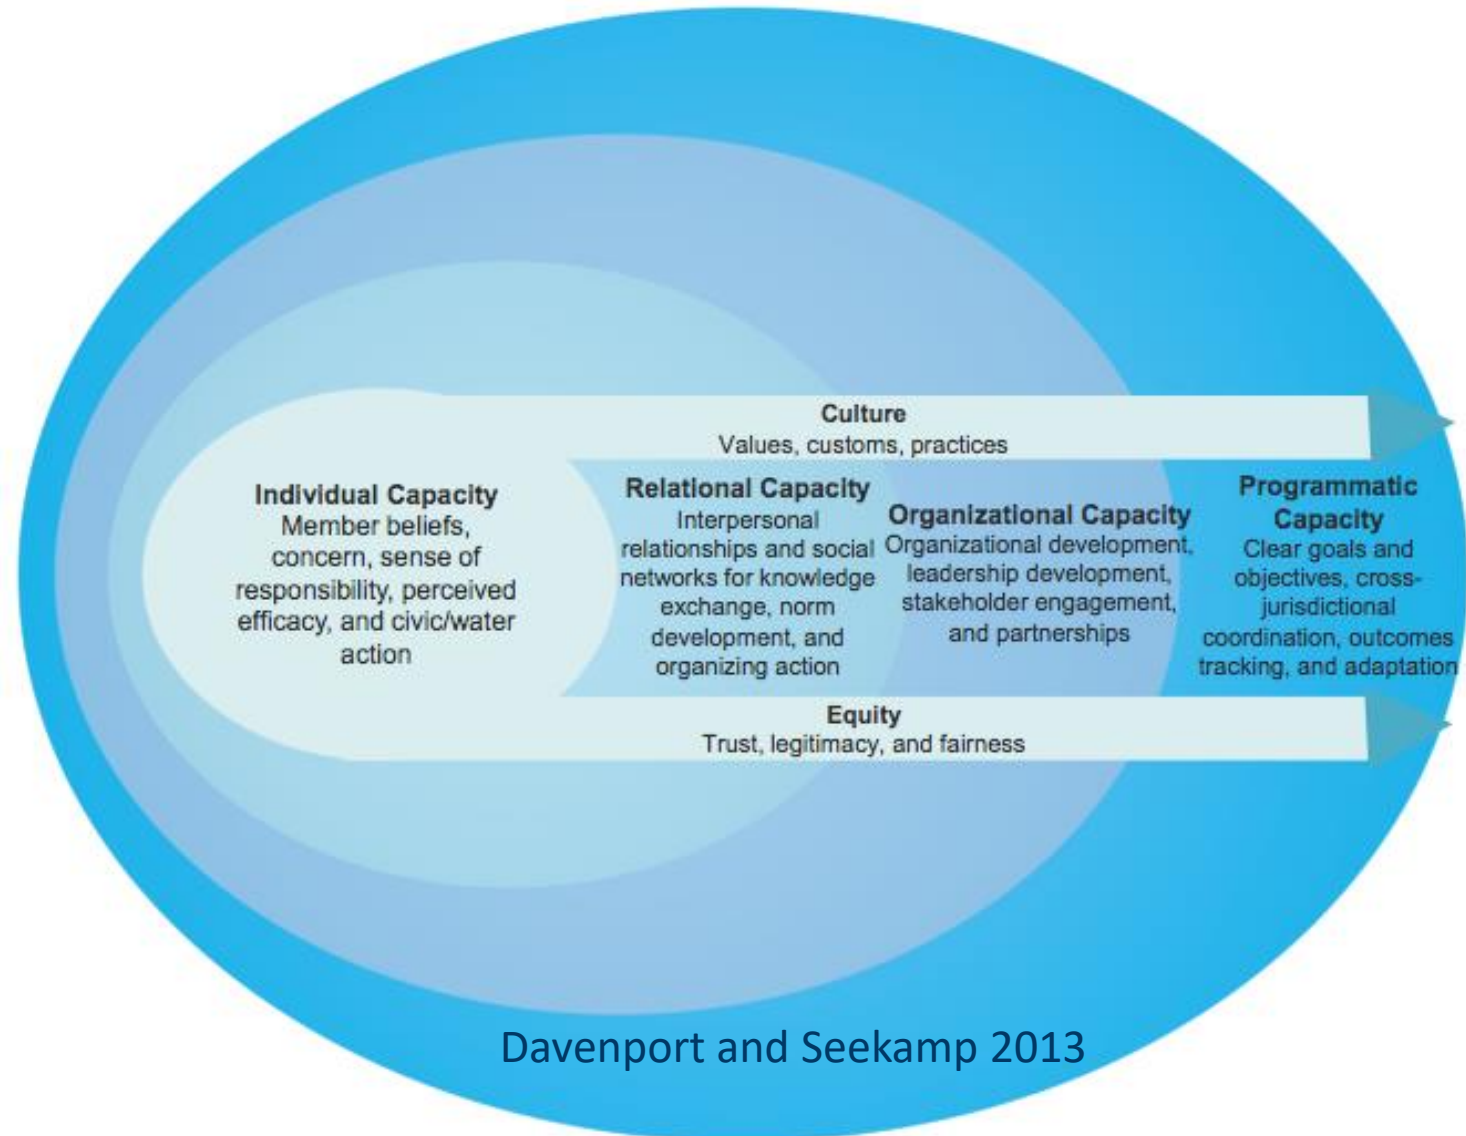 Culture
Values, customs, practices
Individual Capacity
Member beliefs,
concern, sense of
responsibility, perceived
efficacy, and civic/water
action
Relational Capacity
Interpersonal
relationships and social
networks for knowledge
exchange, norm
development, and
organizing action
Organizational Capacity
Organizational development,
leadership development,
stakeholder engagement,
and partnerships
Programmatic
Capacity
Clear goals and
objectives, cross-
jurisdictional
coordination, outcomes
tracking, and adaptation
Equity
Trust, legitimacy, and fairness
Davenport and Seekamp 2013